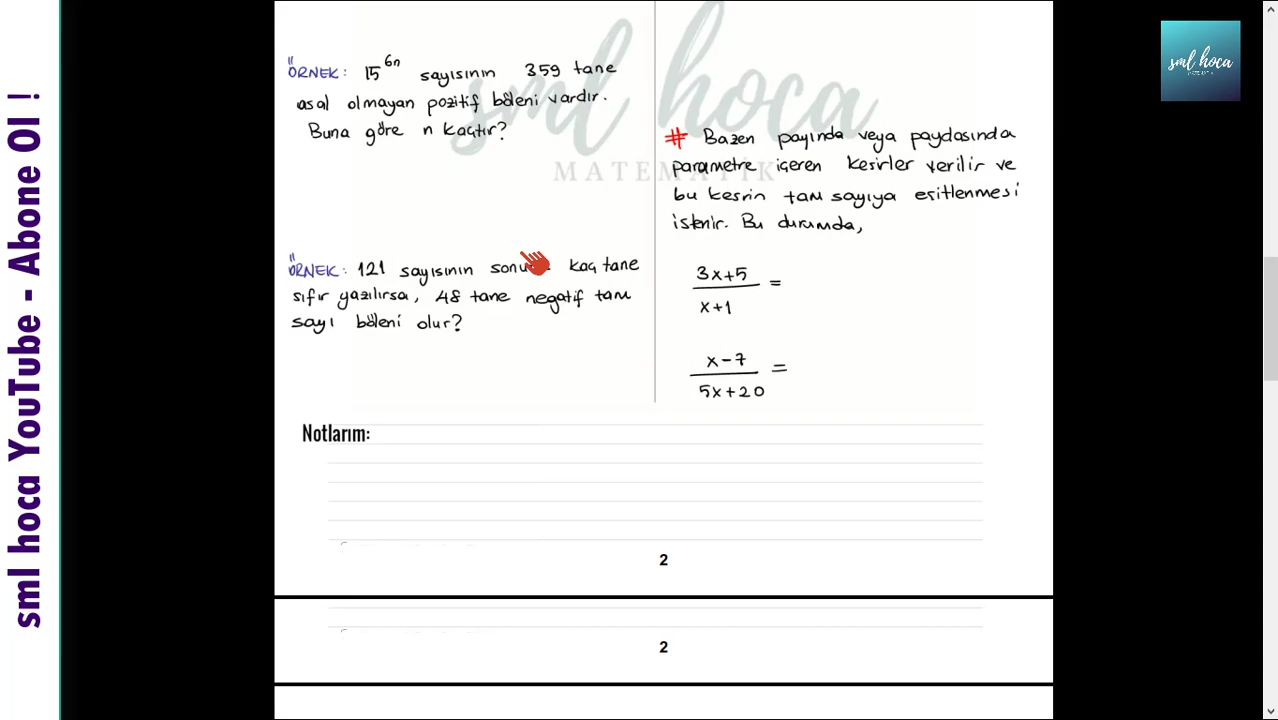 sml hoca YouTube - Abone Ol !
sml hoca
MATEMATİK
ÖRNEK: 15^6n sayısının 359 tane
asal olmayan pozitif böleni vardır.
Buna göre n kaçtır?
ÖRNEK: 121 sayısının sonu kaç tane
sıfır yazılırsa, 48 tane negatif tam
sayı böleni olur?
# Bazen payında veya paydasında
parametre içeren kesirler verilir ve
bu kesrin tam sayıya eşitlenmesi
istenir. Bu durumda,
3x+5
x+1
=
x-7
5x+20
=
Notlarım:
2
2
sml hoca